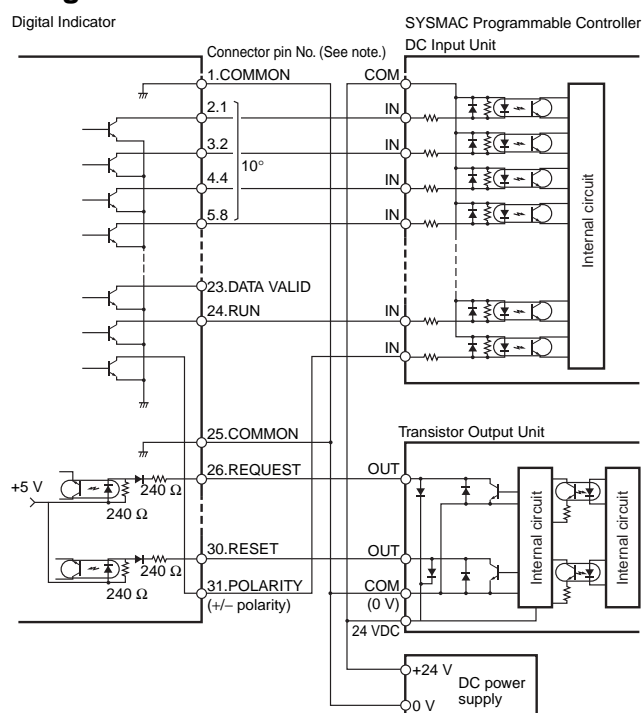 Digital Indicator
SYSMAC Programmable Controller
DC Input Unit
Connector pin No. (See note.)
1.COMMON
COM
2.1
IN
3.2
IN
10°
4.4
IN
5.8
IN
Internal circuit
23.DATA VALID
24.RUN
IN
IN
25.COMMON
Transistor Output Unit
26.REQUEST
OUT
+5 V
240 Ω
240 Ω
Internal circuit
Internal circuit
30.RESET
OUT
240 Ω
240 Ω
31.POLARITY
(+/− polarity)
COM
(0 V)
24 VDC
+24 V
DC power
supply
0 V